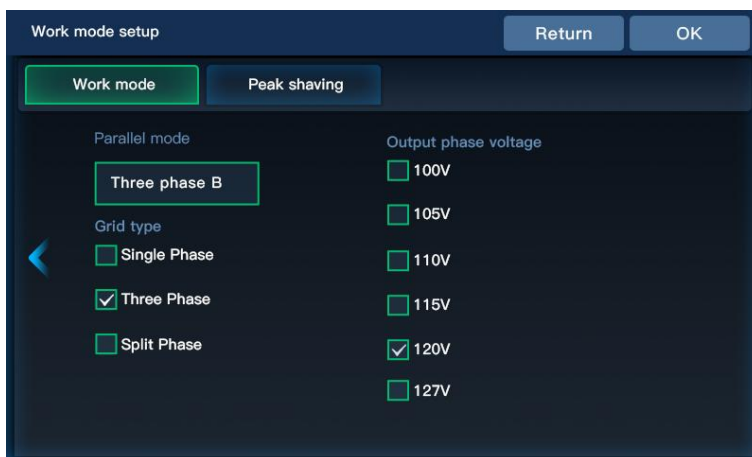 Work mode setup
Return
OK
Work mode
Peak shaving
Parallel mode
Three phase B
Grid type
Single Phase
Three Phase
Split Phase
Output phase voltage
100V
105V
110V
115V
120V
127V